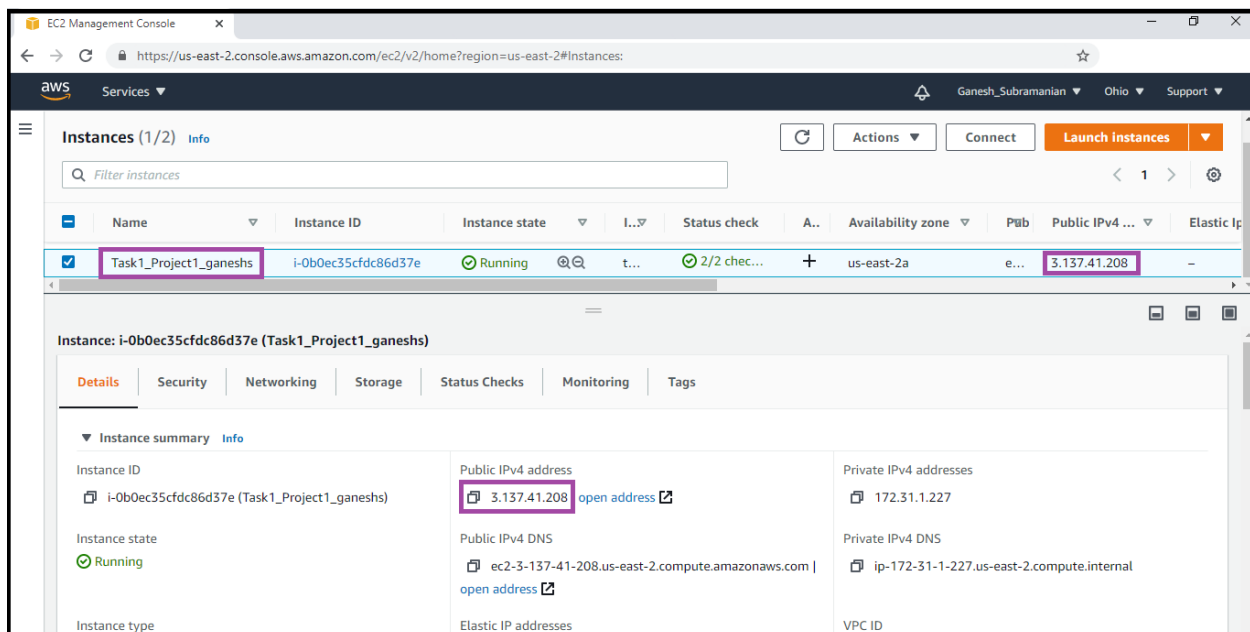 EC2 Management Console
https://us-east-2.console.aws.amazon.com/ec2/v2/home?region=us-east-2#Instances:
aws Services Ganesh_Subramanian Ohio Support
Instances (1/2) Info Actions Connect Launch instances
Filter instances 1
Name Instance ID Instance state I... Status check A.. Availability zone Pub Public IPv4 ... Elastic Ip
Task1_Project1_ganeshs i-0b0ec35cfdc86d37e Running t... 2/2 chec... us-east-2a e... 3.137.41.208 –
Instance: i-0b0ec35cfdc86d37e (Task1_Project1_ganeshs)
Details Security Networking Storage Status Checks Monitoring Tags
Instance summary Info
Instance ID Public IPv4 address Private IPv4 addresses
i-0b0ec35cfdc86d37e (Task1_Project1_ganeshs) 3.137.41.208 open address 172.31.1.227
Instance state Public IPv4 DNS Private IPv4 DNS
Running ec2-3-137-41-208.us-east-2.compute.amazonaws.com | ip-172-31-1-227.us-east-2.compute.internal
open address
Instance type Elastic IP addresses VPC ID